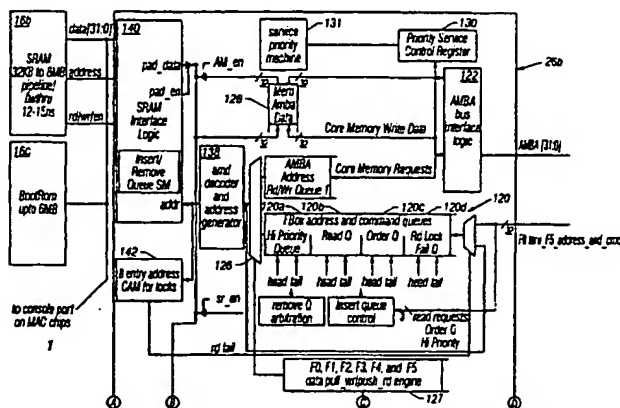 16b
SRAM
32KB to 8MB
pipeline/
flwthru
12-15ns
data[31:0]
address
rd/wr/en
16c
BootRom
upto 8MB
to console port
on MAC chips
1
140
SRAM
Interface
Logic
pad_data
pad_en
Insert/
Remove
Queue SM
addr
142
8 entry address
CAM for locks
AM_en
138
cmd decoder
and
address
generator
sr_en
rd fail
131
service
priority
machine
128
Mem
Amba
Data
32
32
32
32
130
Priority Service
Control Register
26b
122
AMBA
bus
interface
logic
AMBA [31:0]
Core Memory Write Data
AMBA
Address
Rd/Wr Queue
Core Memory Requests
120a
120b
120c
120d
120
FBox address and command queues
Hi Priority
Queue
Read Q
Order Q
Rd Lock
Fail Q
head tail
head tail
head tail
head tail
126
remove Q
arbitration
Insert queue
control
3
read requests
Order Q
Hi Priority
32
F0, F1, F2, F3, F4, and F5
data pull_wr/push_rd engine
127
A
B
C
D